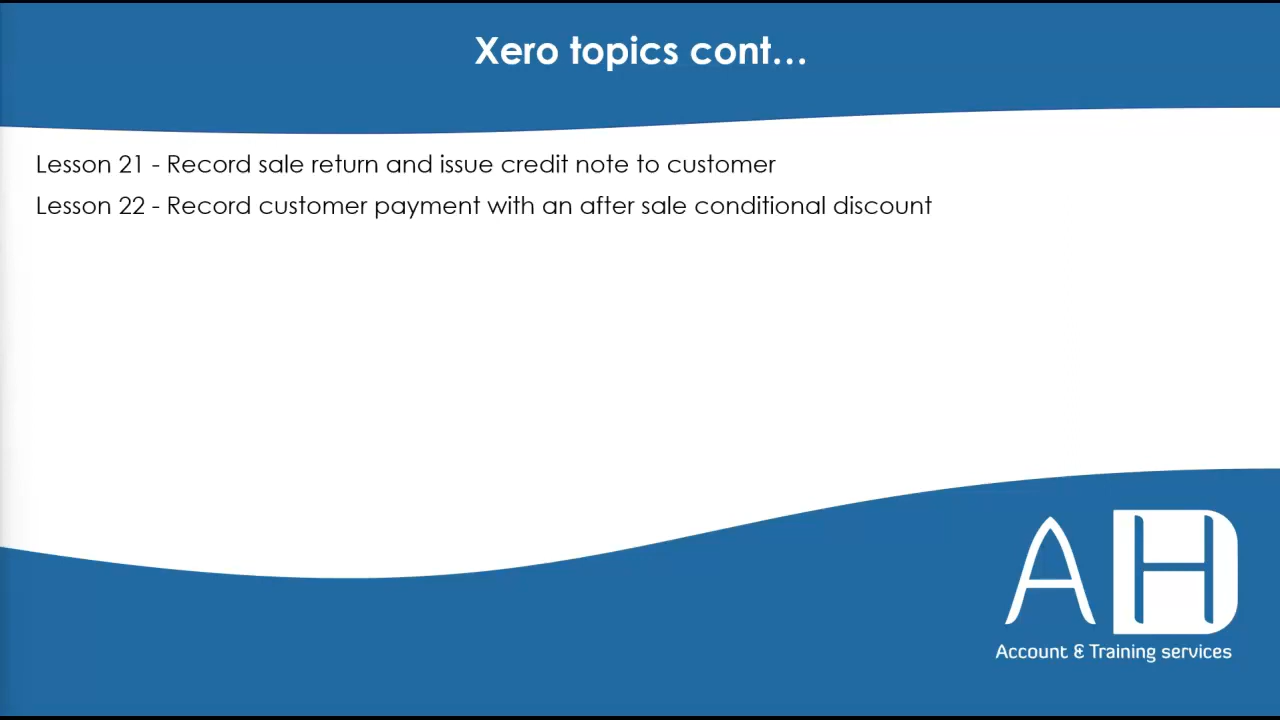 Xero topics cont...
Lesson 21 - Record sale return and issue credit note to customer
Lesson 22 - Record customer payment with an after sale conditional discount
AHD
Account & Training services